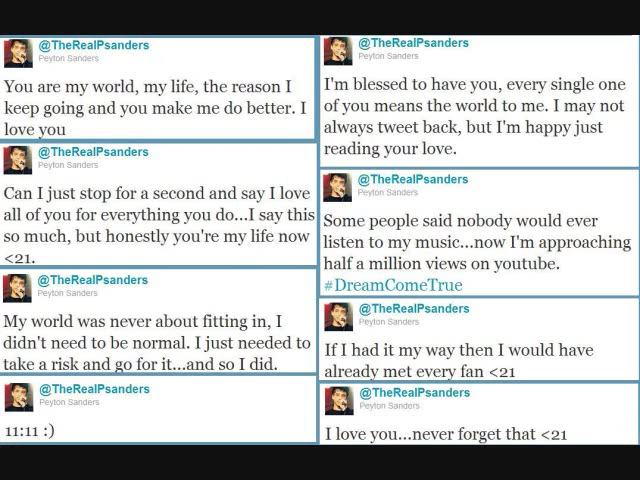 @TheRealPsanders
Peyton Sanders
You are my world, my life, the reason I
keep going and you make me do better. I
love you
@TheRealPsanders
Peyton Sanders
Can I just stop for a second and say I love
all of you for everything you do...I say this
so much, but honestly you're my life now
<21.
@TheRealPsanders
Peyton Sanders
My world was never about fitting in, I
didn't need to be normal. I just needed to
take a risk and go for it...and so I did.
@TheRealPsanders
Peyton Sanders
11:11 :)
@TheRealPsanders
Peyton Sanders
I'm blessed to have you, every single one
of you means the world to me. I may not
always tweet back, but I'm happy just
reading your love.
@TheRealPsanders
Peyton Sanders
Some people said nobody would ever
listen to my music...now I'm approaching
half a million views on youtube.
#DreamComeTrue
@TheRealPsanders
Peyton Sanders
If I had it my way then I would have
already met every fan <21
@TheRealPsanders
Peyton Sanders
I love you...never forget that <21